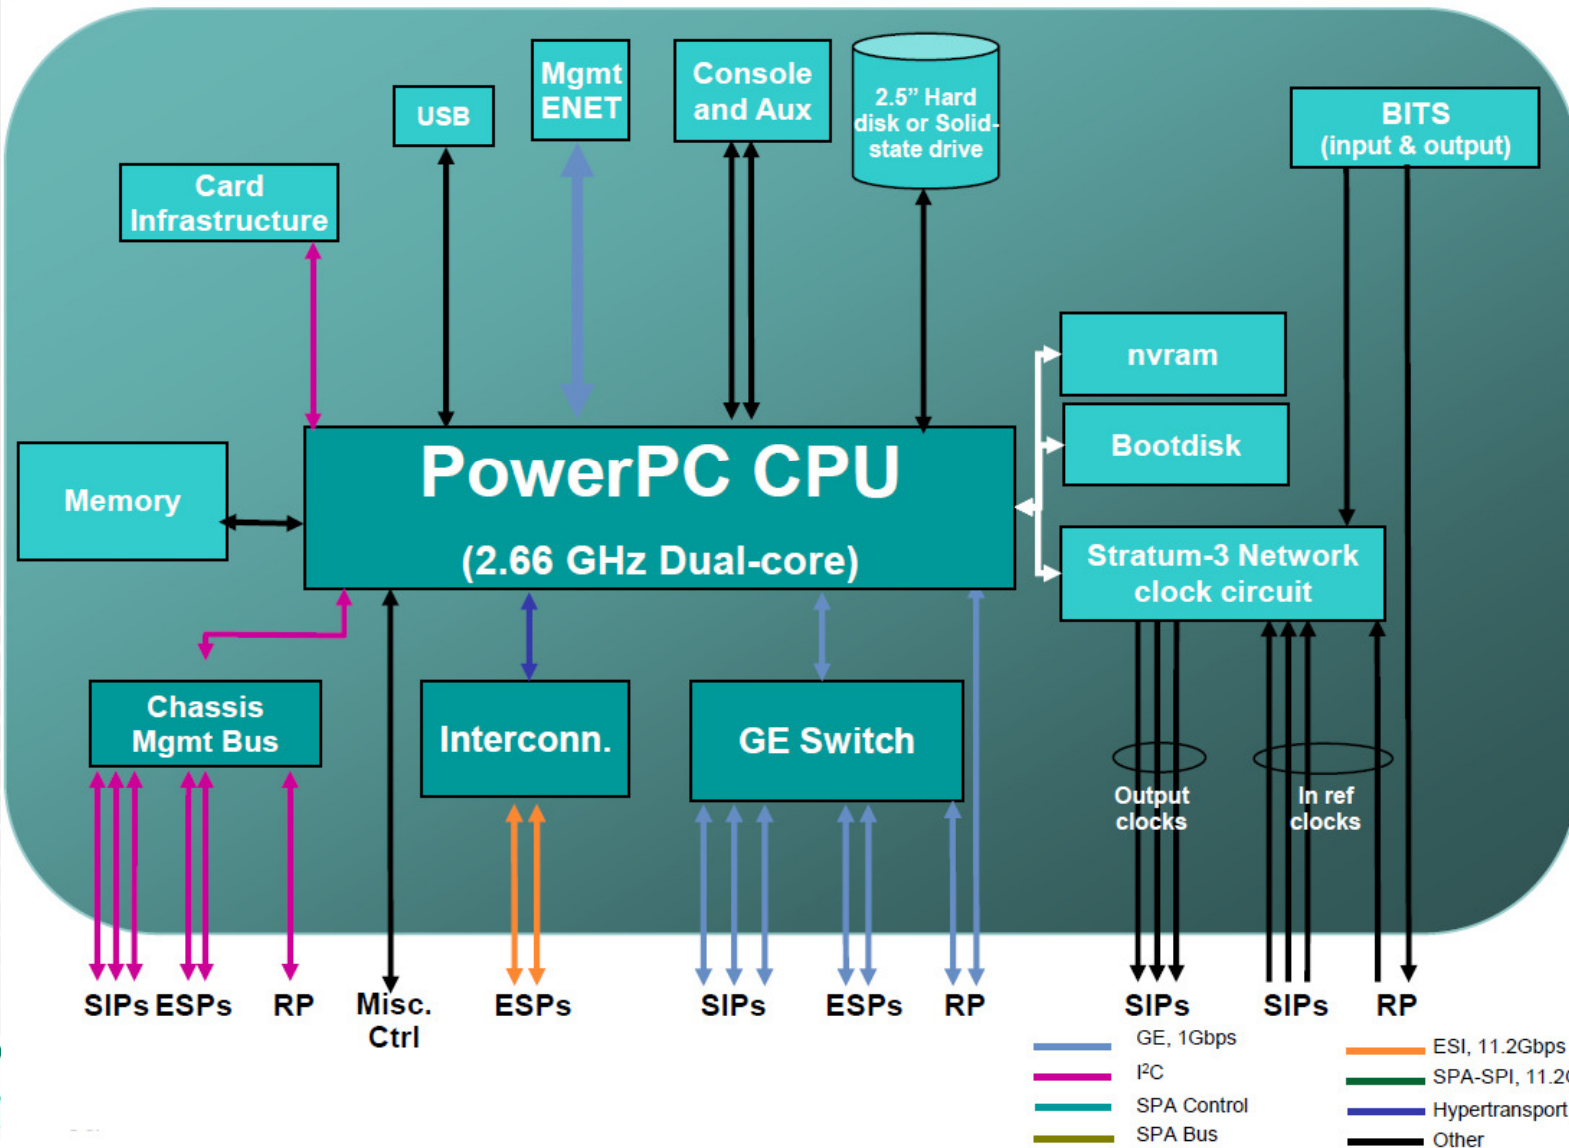 Mgmt
ENET
Console
and Aux
2.5” Hard
disk or Solid-
state drive
USB
BITS
(input & output)
Card
Infrastructure
nvram
Bootdisk
Memory
PowerPC CPU
(2.66 GHz Dual-core)
Stratum-3 Network
clock circuit
Chassis
Mgmt Bus
Interconn.
GE Switch
Output
clocks
In ref
clocks
SIPs
ESPs
RP
Misc.
Ctrl
ESPs
SIPs
ESPs
RP
SIPs
SIPs
RP
GE, 1Gbps
I²C
SPA Control
SPA Bus
ESI, 11.2Gbps
SPA-SPI, 11.2G
Hypertransport
Other